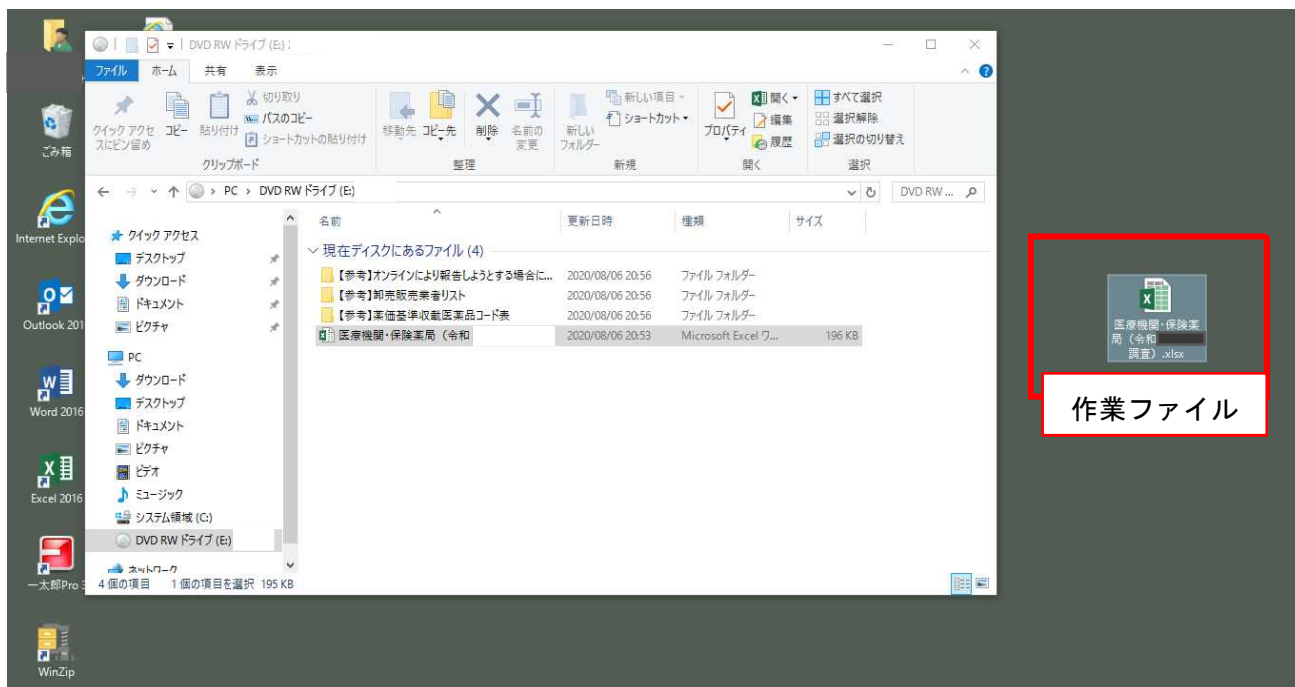 DVD RW ドライブ (E:)
ファイル ホーム 共有 表示
クイック アクセ
スにピン留め
コピー
貼り付け
切り取り
パスのコピー
ショートカットの貼り付け
クリップボード
移動先
コピー先
削除
名前の
変更
整理
新しい
フォルダー
新しい項目
ショートカット
新規
プロパティ
開く
編集
履歴
開く
すべて選択
選択解除
選択の切り替え
選択
PC › DVD RW ドライブ (E:)
DVD RW ...
クイック アクセス
デスクトップ
ダウンロード
ドキュメント
ピクチャ
PC
ダウンロード
デスクトップ
ドキュメント
ピクチャ
ビデオ
ミュージック
システム領域 (C:)
DVD RW ドライブ (E:)
ネットワーク
名前 更新日時 種類 サイズ
現在ディスクにあるファイル (4)
【参考】オンラインにより報告しようとする場合に... 2020/08/06 20:56 ファイル フォルダー
【参考】卸売販売業者リスト 2020/08/06 20:56 ファイル フォルダー
【参考】薬価基準収載医薬品コード表 2020/08/06 20:56 ファイル フォルダー
医療機関・保険薬局（令和 2020/08/06 20:53 Microsoft Excel ワ... 196 KB
4 個の項目 1 個の項目を選択 195 KB
ごみ箱
Internet Explo
Outlook 201
Word 2016
Excel 2016
一太郎Pro 3
WinZip
医療機関・保険薬
局（令和
調査）.xlsx
作業ファイル